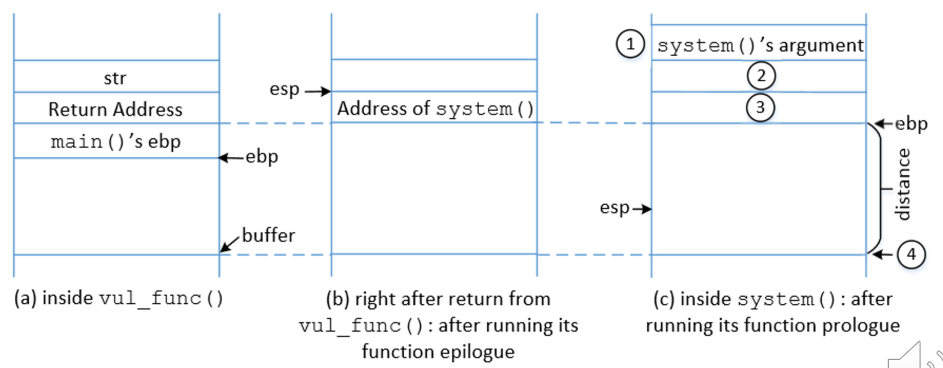 str
Return Address
main()’s ebp
ebp
buffer
(a) inside vul_func()
esp
Address of system()
(b) right after return from
vul_func(): after running its
function epilogue
1
system()’s argument
2
3
ebp
distance
esp
4
(c) inside system(): after
running its function prologue